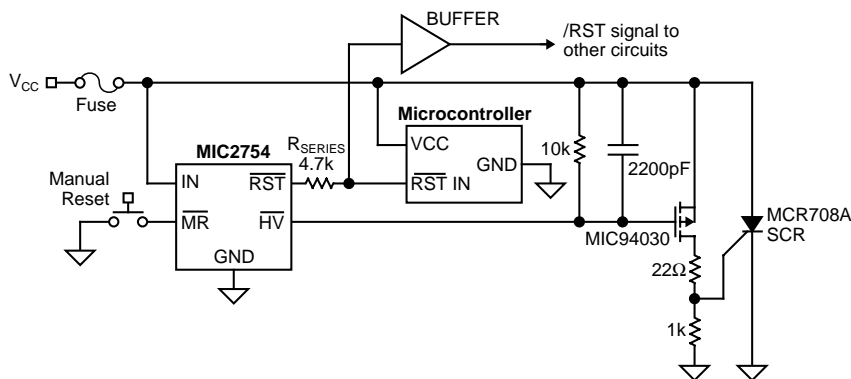 BUFFER
/RST signal to
other circuits
VCC
Fuse
Microcontroller
MIC2754
RSERIES
4.7k
VCC
GND
10k
2200pF
Manual
Reset
IN
RST
RST IN
MR
HV
GND
MIC94030
MCR708A
SCR
22Ω
1k